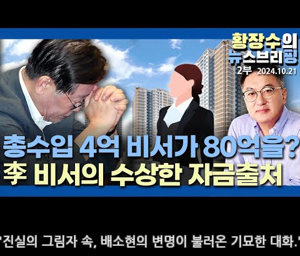 황장수의
뉴스브리핑
2부 2024.10.21
총수입 4억 비서가 80억을?
李 비서의 수상한 자금출처
"진실의 그림자 속, 배소현의 변명이 불러온 기묘한 대화."